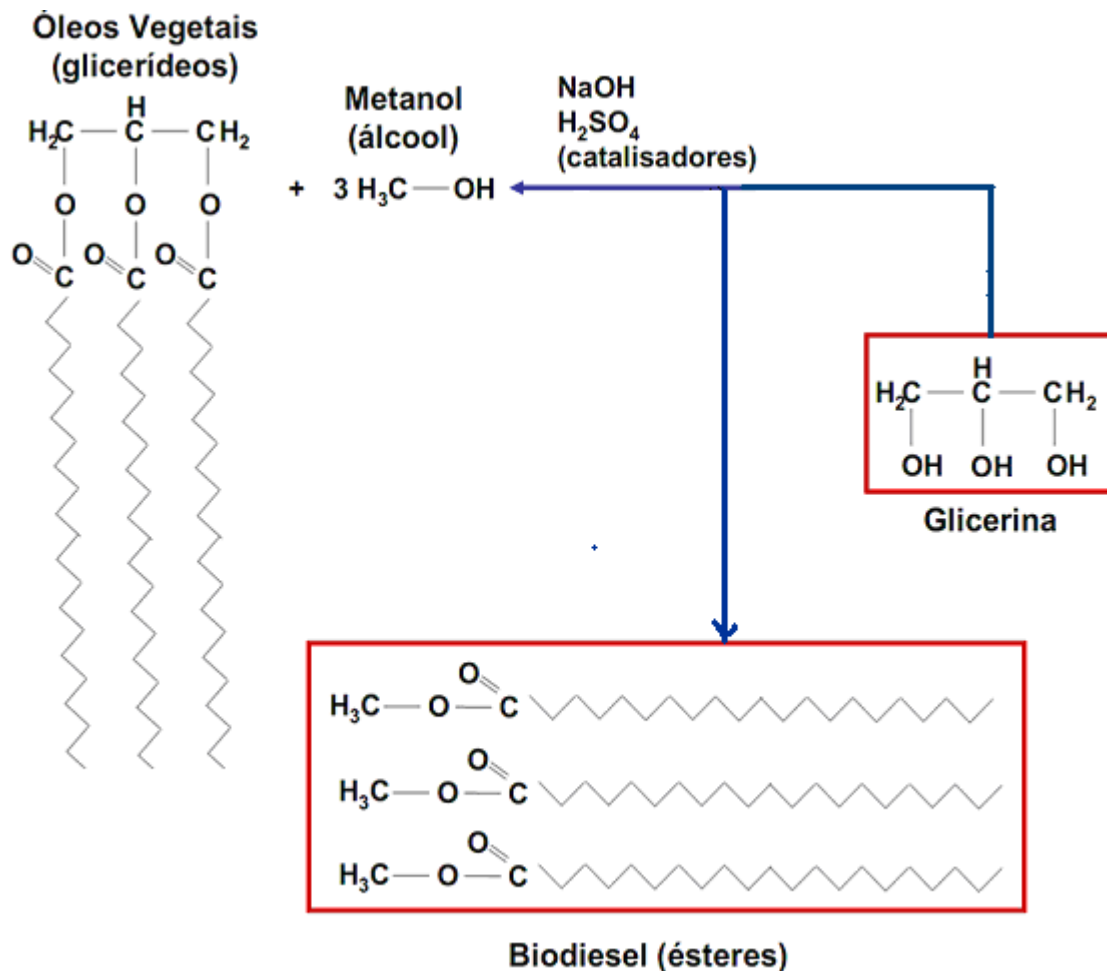 Óleos Vegetais
(glicerídeos)
H
H₂C — C — CH₂
O O O
O C O C O C
Metanol
(álcool)
+ 3 H₃C — OH
NaOH
H₂SO₄
(catalisadores)
H
H₂C — C — CH₂
OH OH OH
Glicerina
O
H₃C — O — C
O
H₃C — O — C
O
H₃C — O — C
Biodiesel (ésteres)